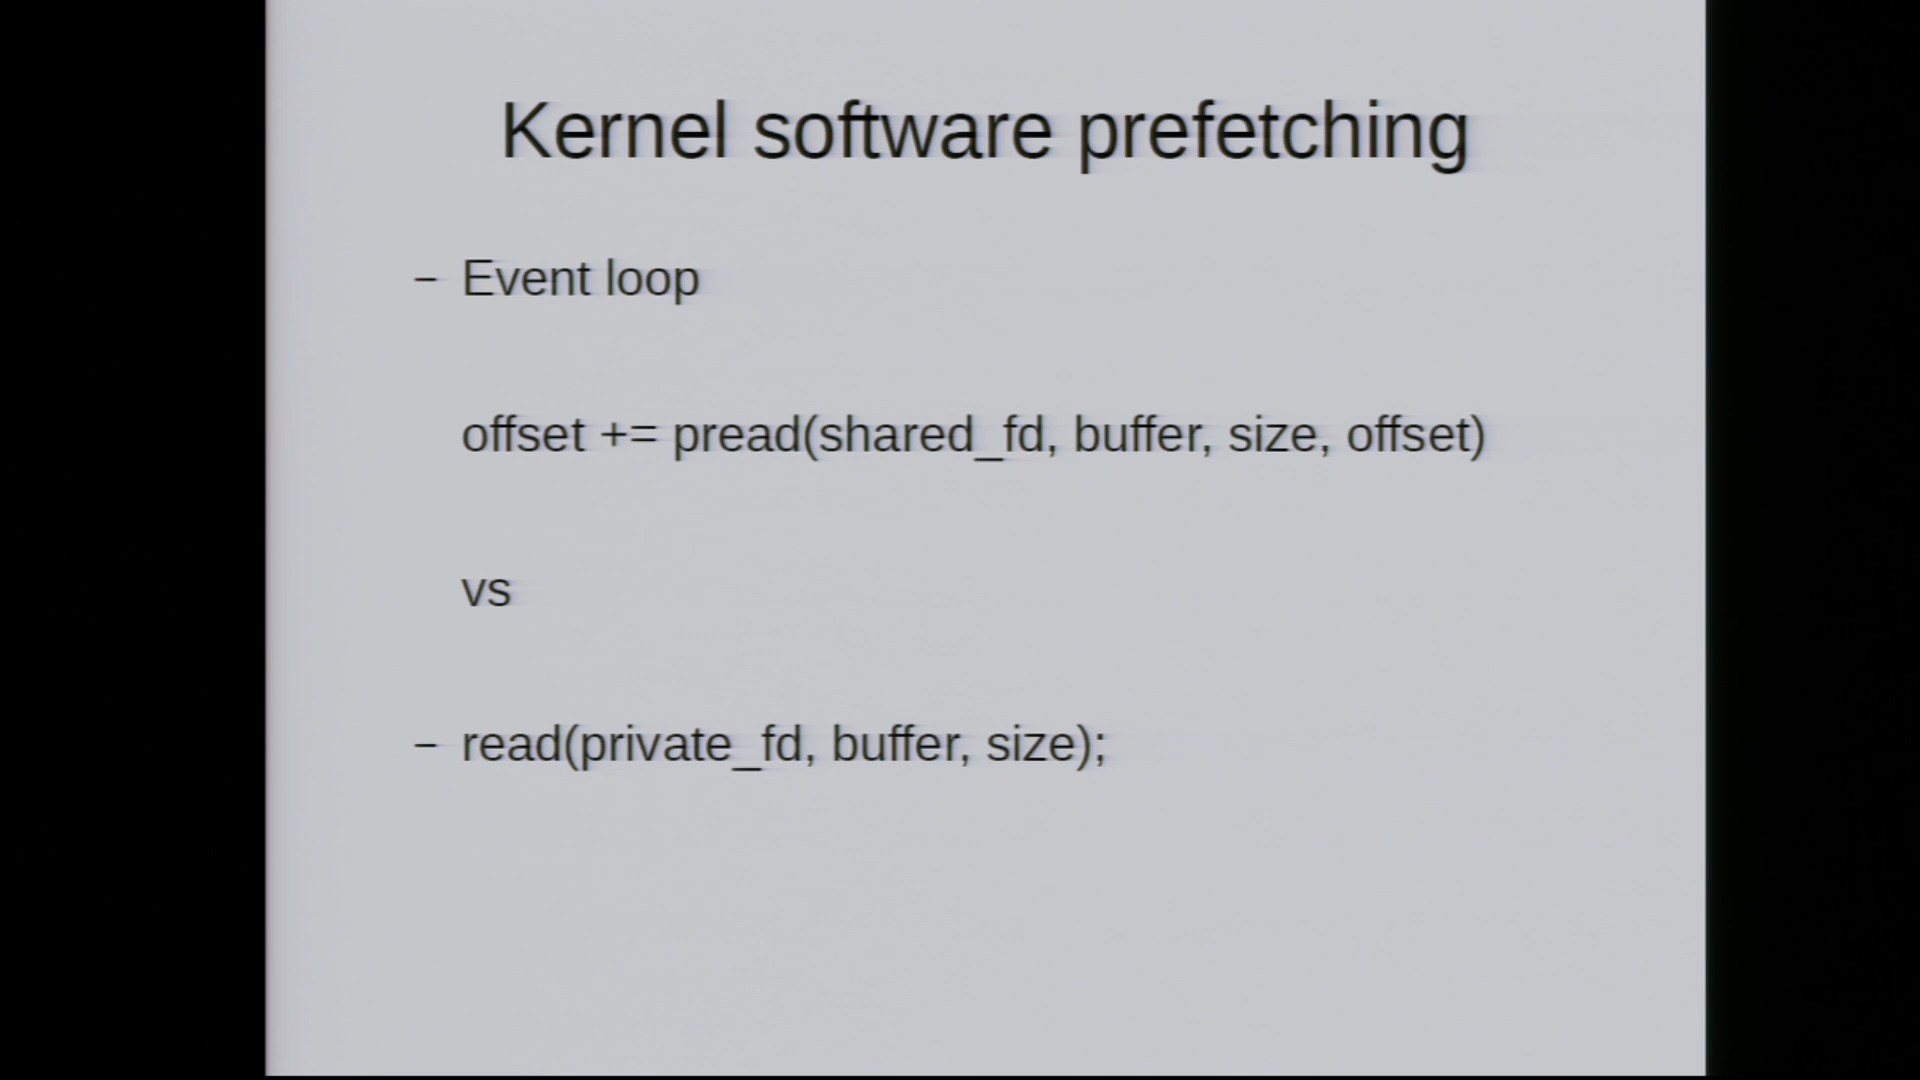 Kernel software prefetching
– Event loop
offset += pread(shared_fd, buffer, size, offset)
vs
– read(private_fd, buffer, size);